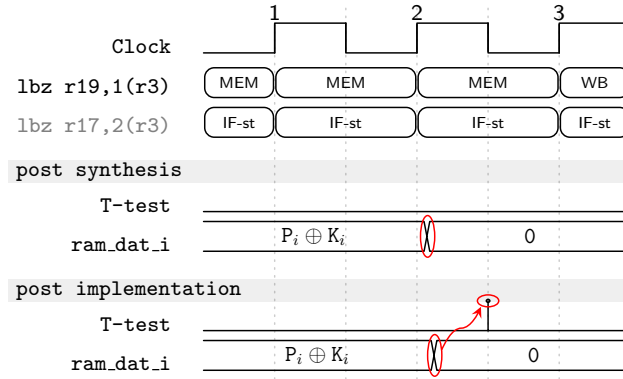 1 2 3
Clock
lbz r19,1(r3) MEM MEM MEM WB
lbz r17,2(r3) IF-st IF-st IF-st IF-st
post synthesis
T-test
ram_dat_i P_i ⊕ K_i 0
post implementation
T-test
ram_dat_i P_i ⊕ K_i 0